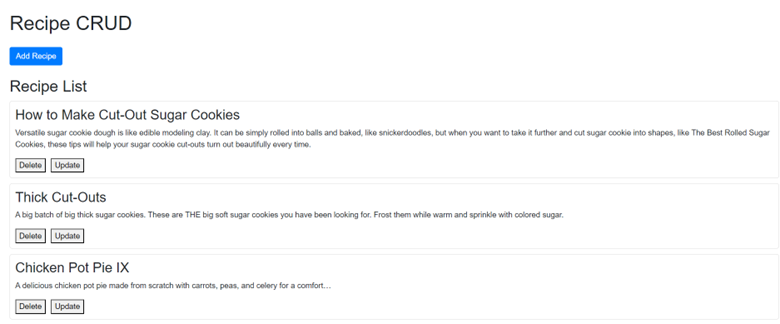 Recipe CRUD
Add Recipe
Recipe List
How to Make Cut-Out Sugar Cookies
Versatile sugar cookie dough is like edible modeling clay. It can be simply rolled into balls and baked, like snickerdoodles, but when you want to take it further and cut sugar cookie into shapes, like The Best Rolled Sugar
Cookies, these tips will help your sugar cookie cut-outs turn out beautifully every time.
Delete Update
Thick Cut-Outs
A big batch of big thick sugar cookies. These are THE big soft sugar cookies you have been looking for. Frost them while warm and sprinkle with colored sugar.
Delete Update
Chicken Pot Pie IX
A delicious chicken pot pie made from scratch with carrots, peas, and celery for a comfort…
Delete Update